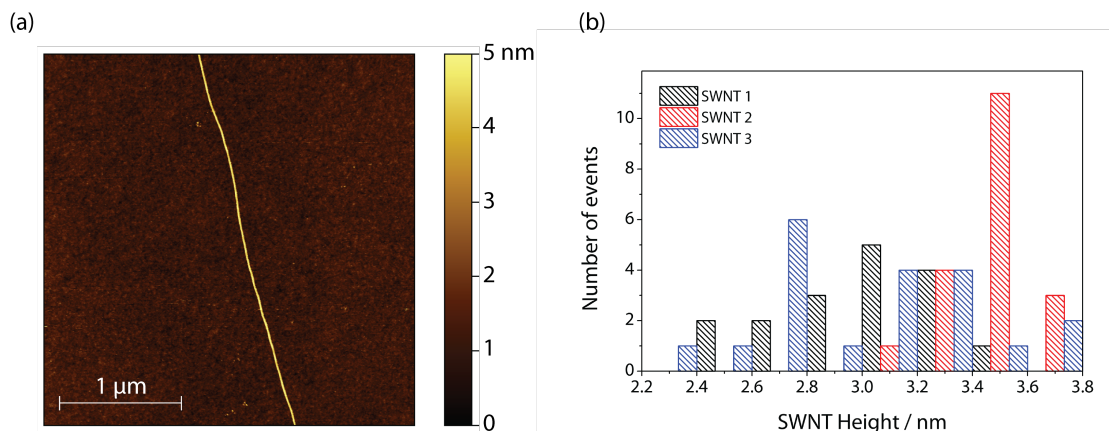 (a)
5 nm
4
3
2
1
0
1 μm
(b)
Number of events
10
8
6
4
2
0
SWNT 1
SWNT 2
SWNT 3
2.2 2.4 2.6 2.8 3.0 3.2 3.4 3.6 3.8
SWNT Height / nm